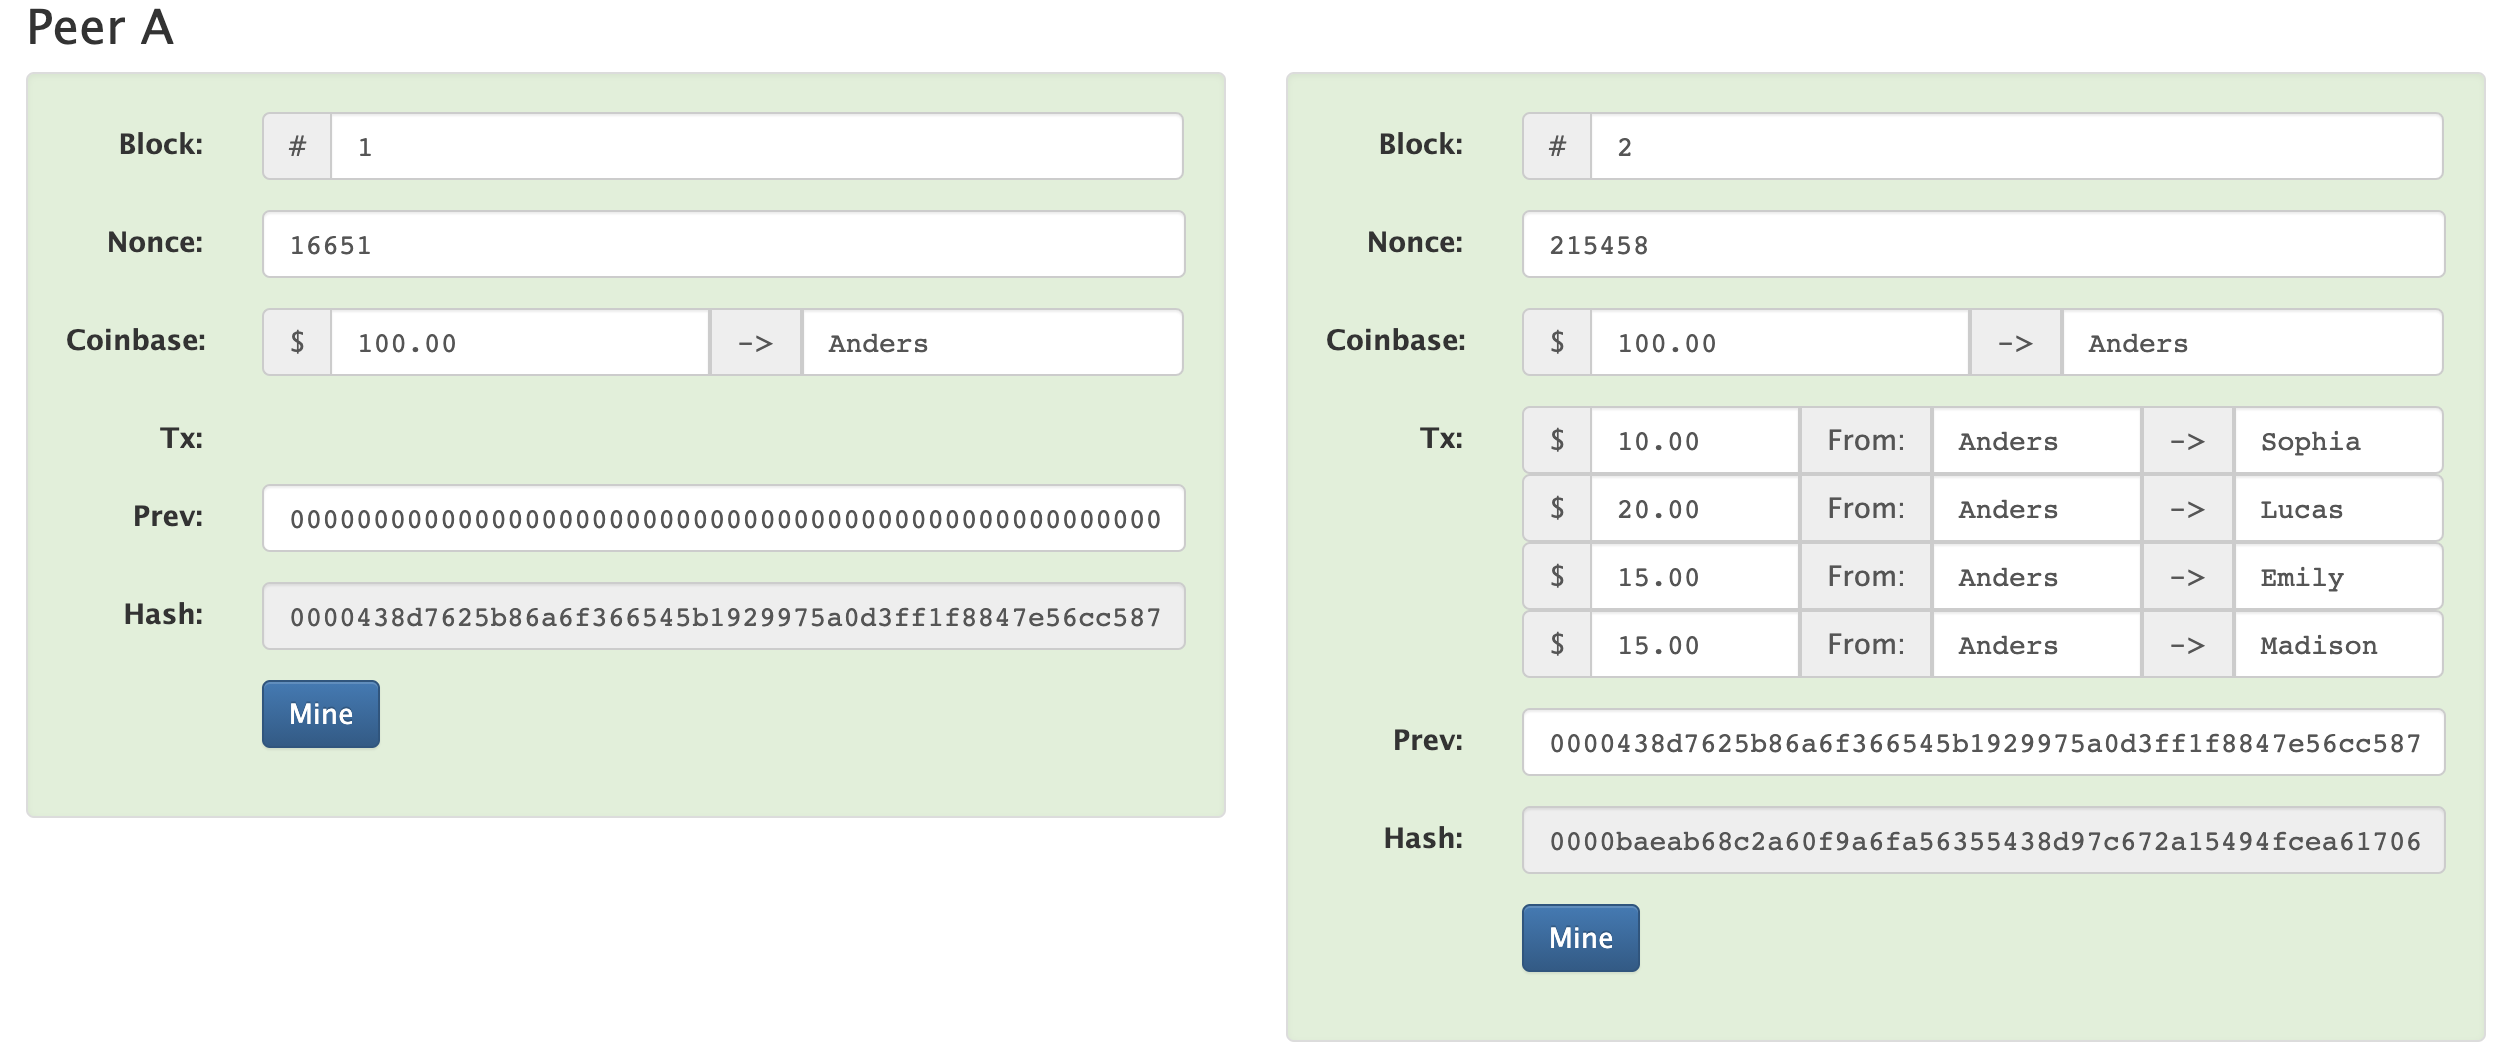 Peer A
Block: # 1
Nonce: 16651
Coinbase: $ 100.00 -> Anders
Tx:
Prev: 0000000000000000000000000000000000000000000000000000
Hash: 0000438d7625b86a6f366545b1929975a0d3ff1f8847e56cc587
Mine
Block: # 2
Nonce: 215458
Coinbase: $ 100.00 -> Anders
Tx: $ 10.00 From: Anders -> Sophia
$ 20.00 From: Anders -> Lucas
$ 15.00 From: Anders -> Emily
$ 15.00 From: Anders -> Madison
Prev: 0000438d7625b86a6f366545b1929975a0d3ff1f8847e56cc587
Hash: 0000baeab68c2a60f9a6fa56355438d97c672a15494fcea61706
Mine